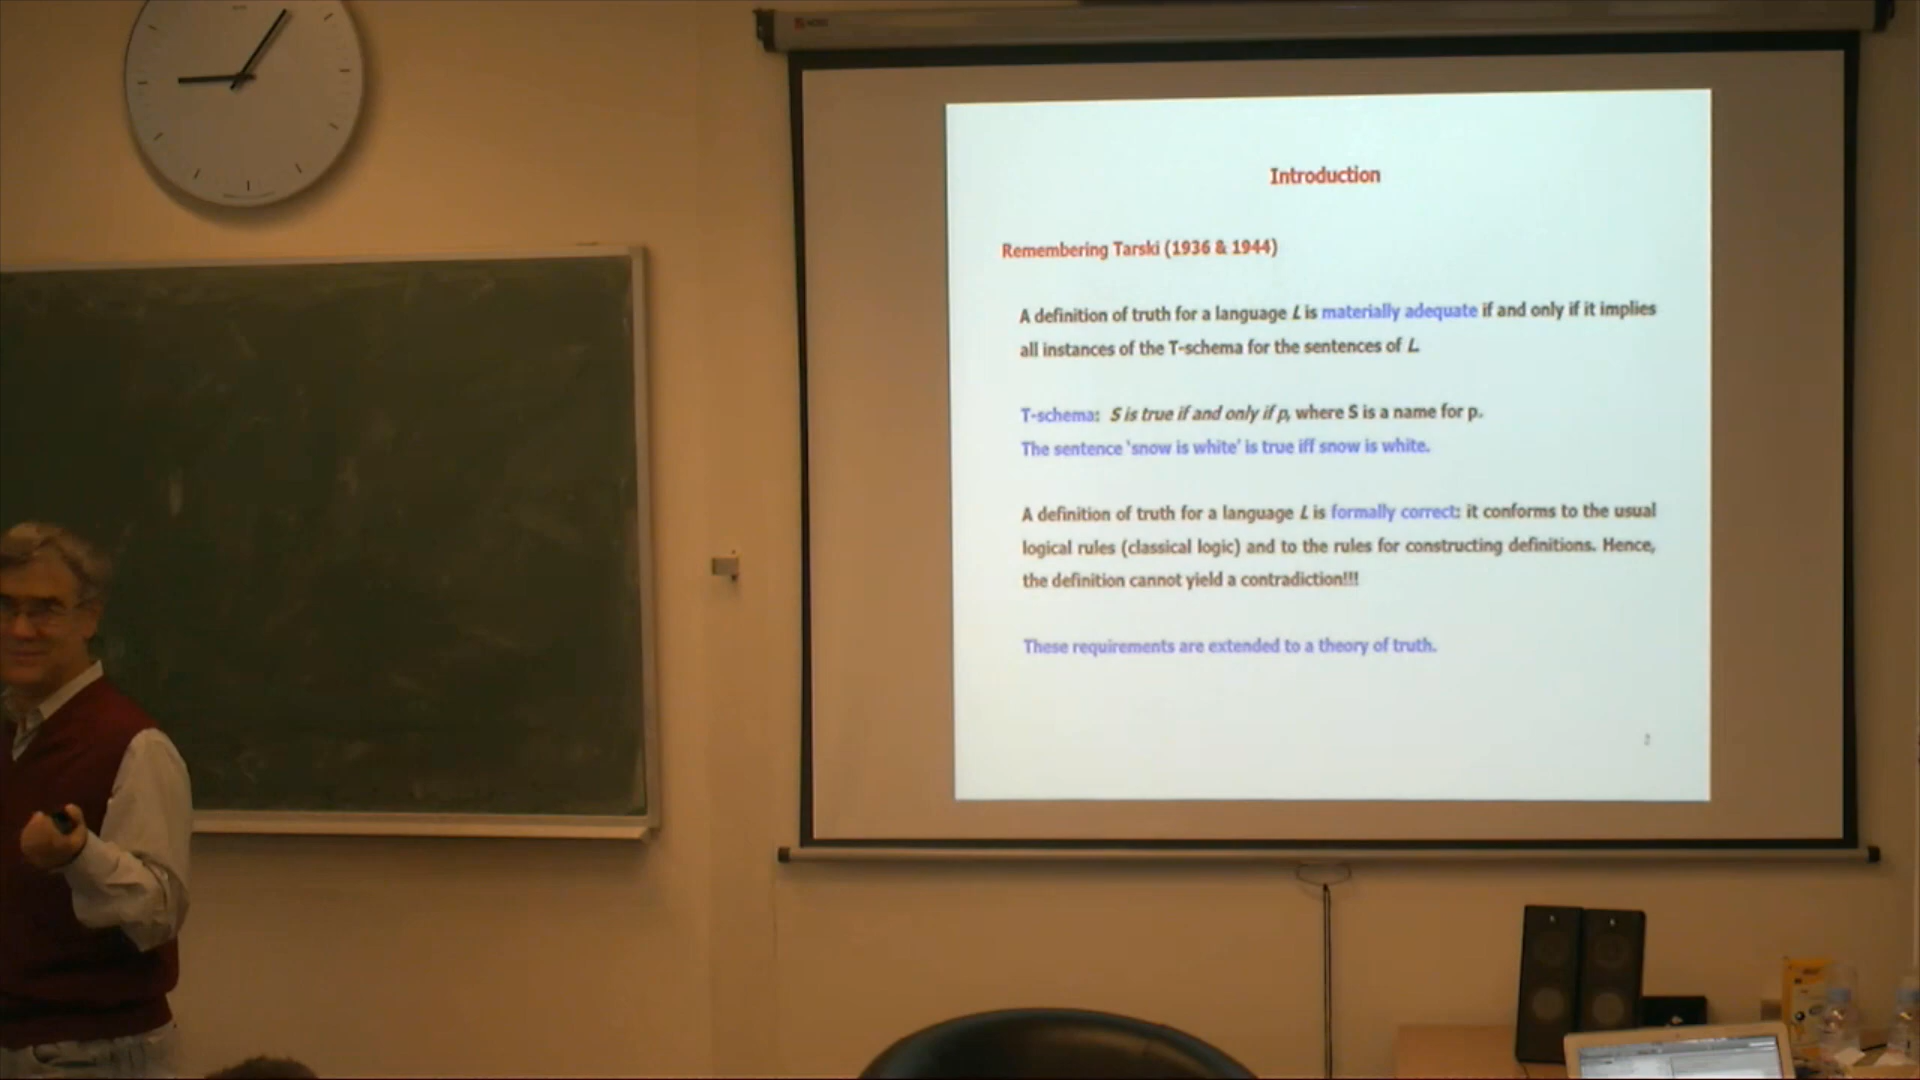 Introduction
Remembering Tarski (1936 & 1944)
A definition of truth for a language L is materially adequate if and only if it implies
all instances of the T-schema for the sentences of L.
T-schema: S is true if and only if p, where S is a name for p.
The sentence 'snow is white' is true iff snow is white.
A definition of truth for a language L is formally correct: it conforms to the usual
logical rules (classical logic) and to the rules for constructing definitions. Hence,
the definition cannot yield a contradiction!!!
These requirements are extended to a theory of truth.
2